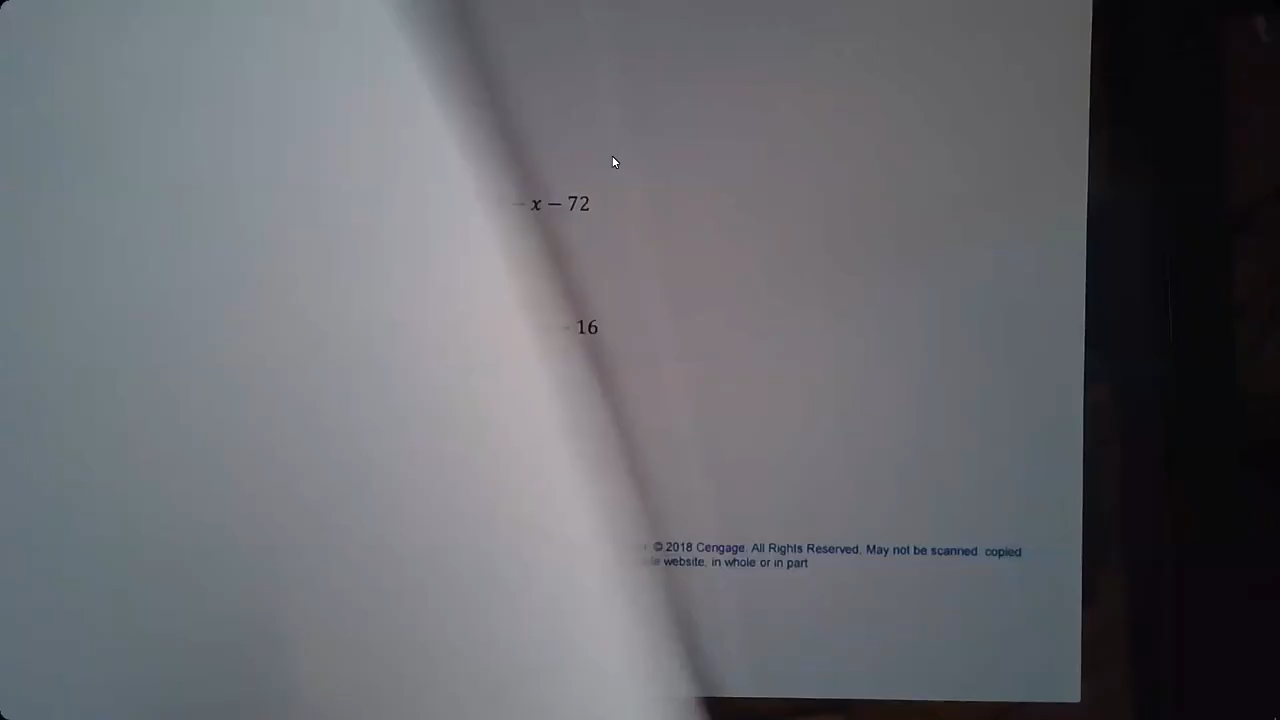 − x − 72
- 16
© 2018 Cengage. All Rights Reserved. May not be scanned, copied
website, in whole or in part